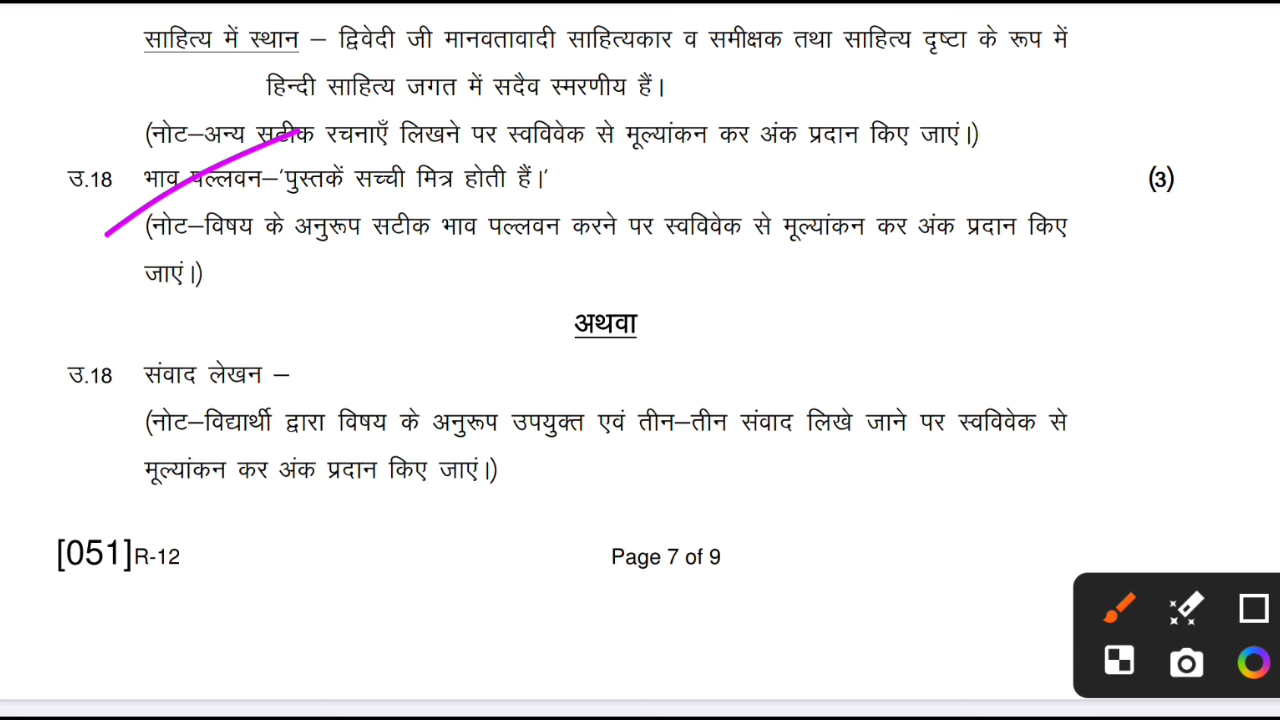 साहित्य में स्थान – द्विवेदी जी मानवतावादी साहित्यकार व समीक्षक तथा साहित्य दृष्टा के रूप में
हिन्दी साहित्य जगत में सदैव स्मरणीय हैं।
(नोट–अन्य सटीक रचनाएँ लिखने पर स्वविवेक से मूल्यांकन कर अंक प्रदान किए जाएं।)
उ.18 भाव पल्लवन–'पुस्तकें सच्ची मित्र होती हैं।' (3)
(नोट–विषय के अनुरूप सटीक भाव पल्लवन करने पर स्वविवेक से मूल्यांकन कर अंक प्रदान किए
जाएं।)
अथवा
उ.18 संवाद लेखन –
(नोट–विद्यार्थी द्वारा विषय के अनुरूप उपयुक्त एवं तीन–तीन संवाद लिखे जाने पर स्वविवेक से
मूल्यांकन कर अंक प्रदान किए जाएं।)
[051]R-12 Page 7 of 9